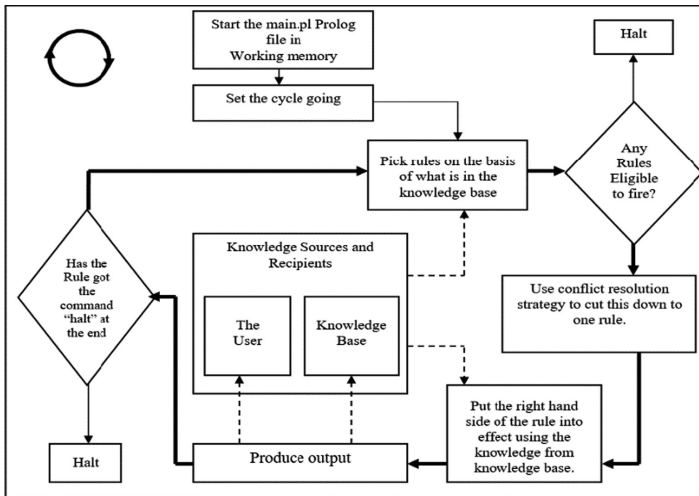 Start the main.pl Prolog
file in
Working memory
Halt
Set the cycle going
Pick rules on the basis
of what is in the
knowledge base
Any
Rules
Eligible
to fire?
Has the
Rule got
the
command
“halt” at
the end
Knowledge Sources and
Recipients
The
User
Knowledge
Base
Use conflict resolution
strategy to cut this down to
one rule.
Put the right hand
side of the rule into
effect using the
knowledge from
knowledge base.
Produce output
Halt